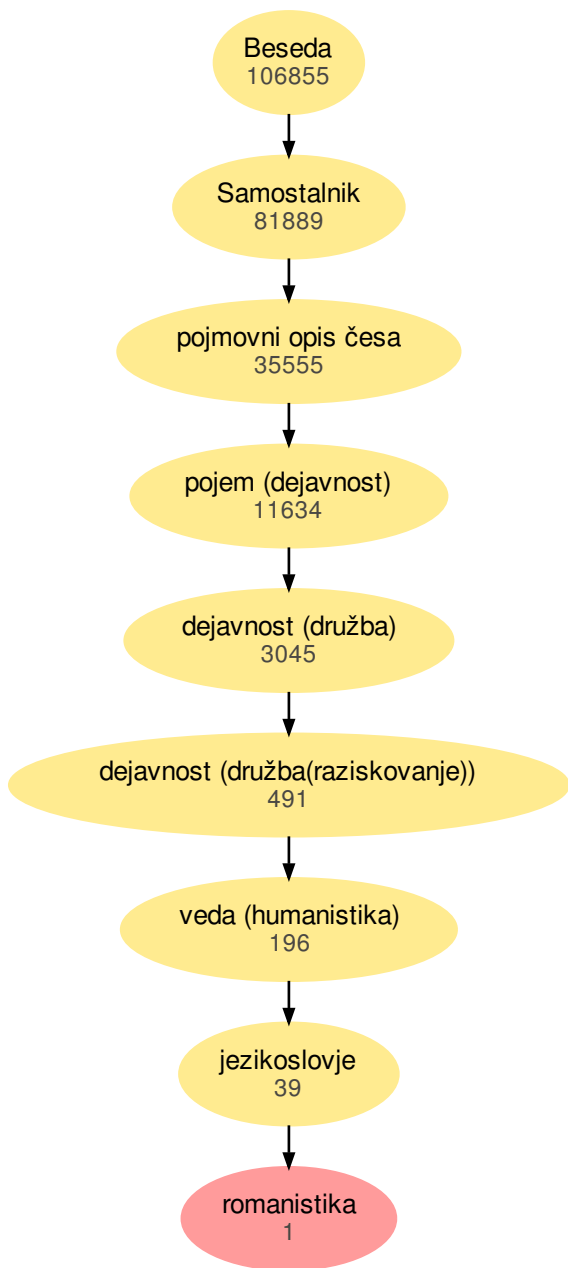 Beseda
106855
Samostalnik
81889
pojmovni opis česa
35555
pojem (dejavnost)
11634
dejavnost (družba)
3045
dejavnost (družba(raziskovanje))
491
veda (humanistika)
196
jezikoslovje
39
romanistika
1